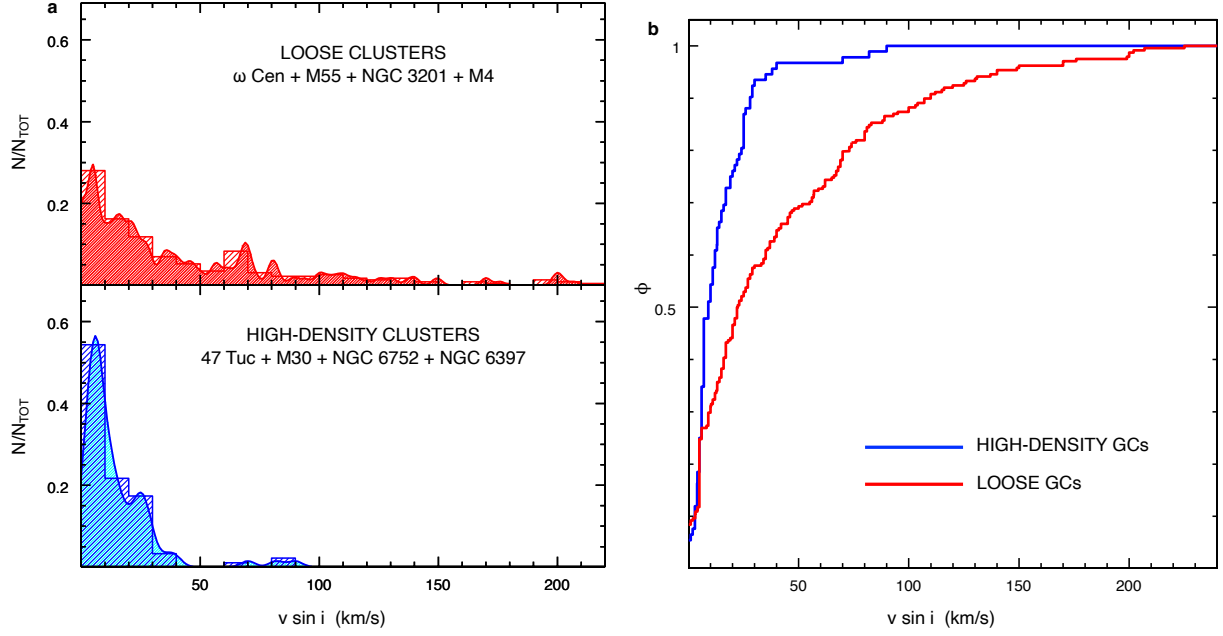 a
0.6
LOOSE CLUSTERS
ω Cen + M55 + NGC 3201 + M4
0.4
N/N_TOT
0.2
0.6
HIGH-DENSITY CLUSTERS
47 Tuc + M30 + NGC 6752 + NGC 6397
0.4
N/N_TOT
0.2
50 100 150 200
v sin i (km/s)
b
1
ϕ
0.5
HIGH-DENSITY GCs
LOOSE GCs
50 100 150 200
v sin i (km/s)